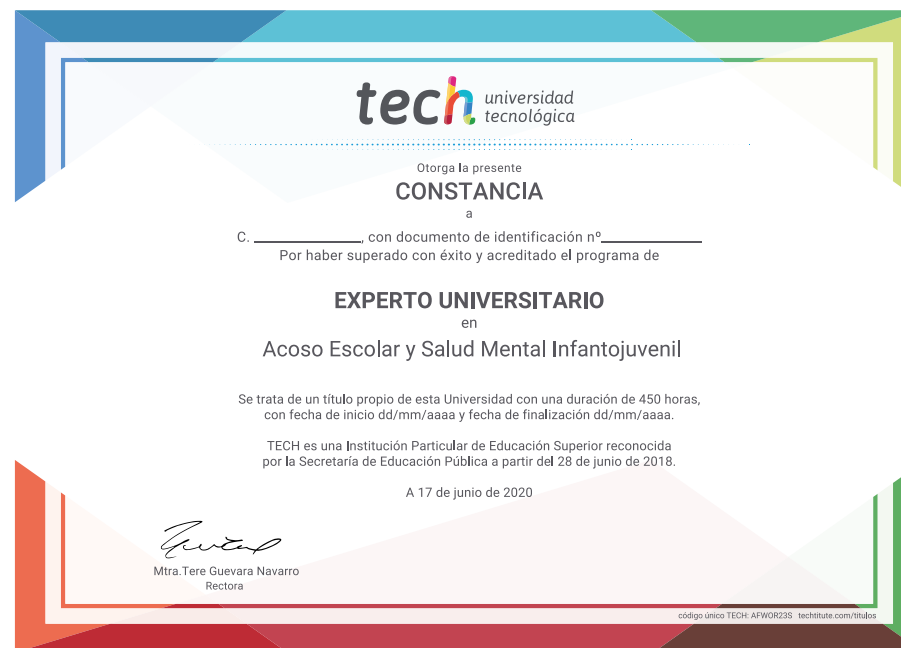 tech universidad
tecnológica
Otorga la presente
CONSTANCIA
a
C. ____________, con documento de identificación nº____________
Por haber superado con éxito y acreditado el programa de
EXPERTO UNIVERSITARIO
en
Acoso Escolar y Salud Mental Infantojuvenil
Se trata de un título propio de esta Universidad con una duración de 450 horas,
con fecha de inicio dd/mm/aaaa y fecha de finalización dd/mm/aaaa.
TECH es una Institución Particular de Educación Superior reconocida
por la Secretaría de Educación Pública a partir del 28 de junio de 2018.
A 17 de junio de 2020
Mtra.Tere Guevara Navarro
Rectora
código único TECH: AFWOR23S techtitute.com/titulos